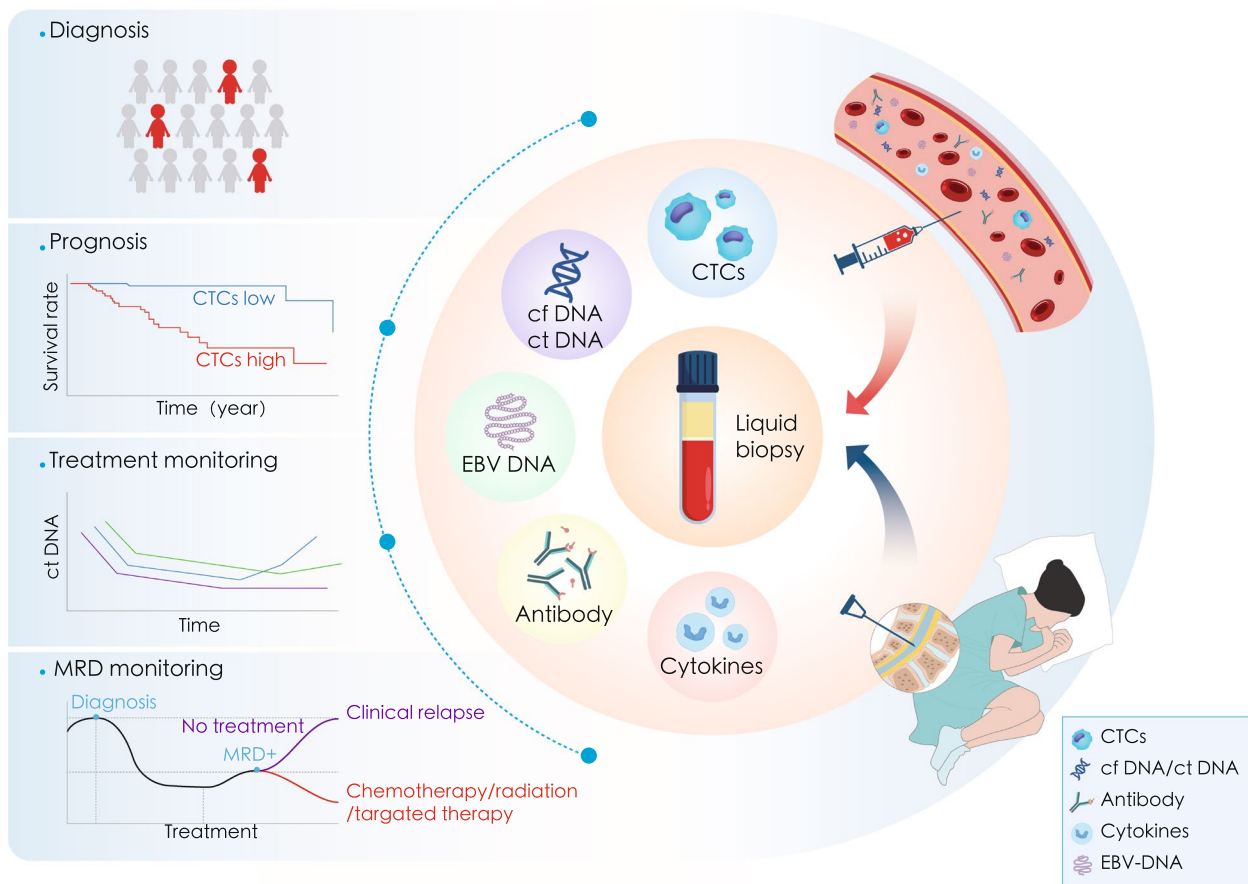 Diagnosis
Prognosis
Survival rate
CTCs low
CTCs high
Time (year)
Treatment monitoring
ct DNA
Time
MRD monitoring
Diagnosis
No treatment
MRD+
Clinical relapse
Chemotherapy/radiation
/targated therapy
Treatment
CTCs
cf DNA
ct DNA
EBV DNA
Antibody
Cytokines
Liquid
biopsy
CTCs
cf DNA/ct DNA
Antibody
Cytokines
EBV-DNA